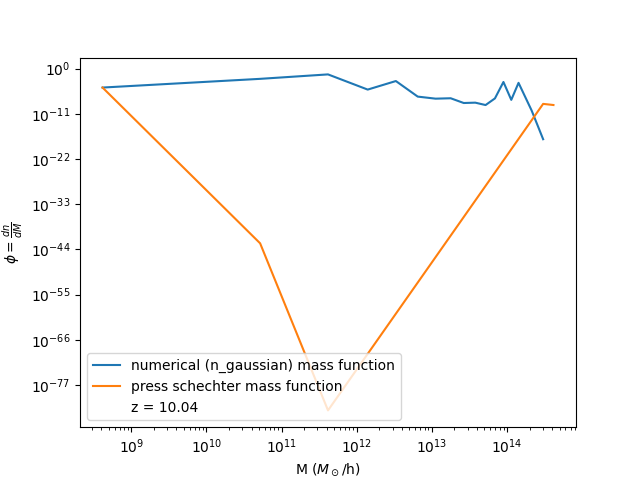 10^0
10^-11
10^-22
10^-33
10^-44
10^-55
10^-66
10^-77
ϕ = dn/dM
numerical (n_gaussian) mass function
press schechter mass function
z = 10.04
10^9 10^10 10^11 10^12 10^13 10^14
M (M_⊙/h)